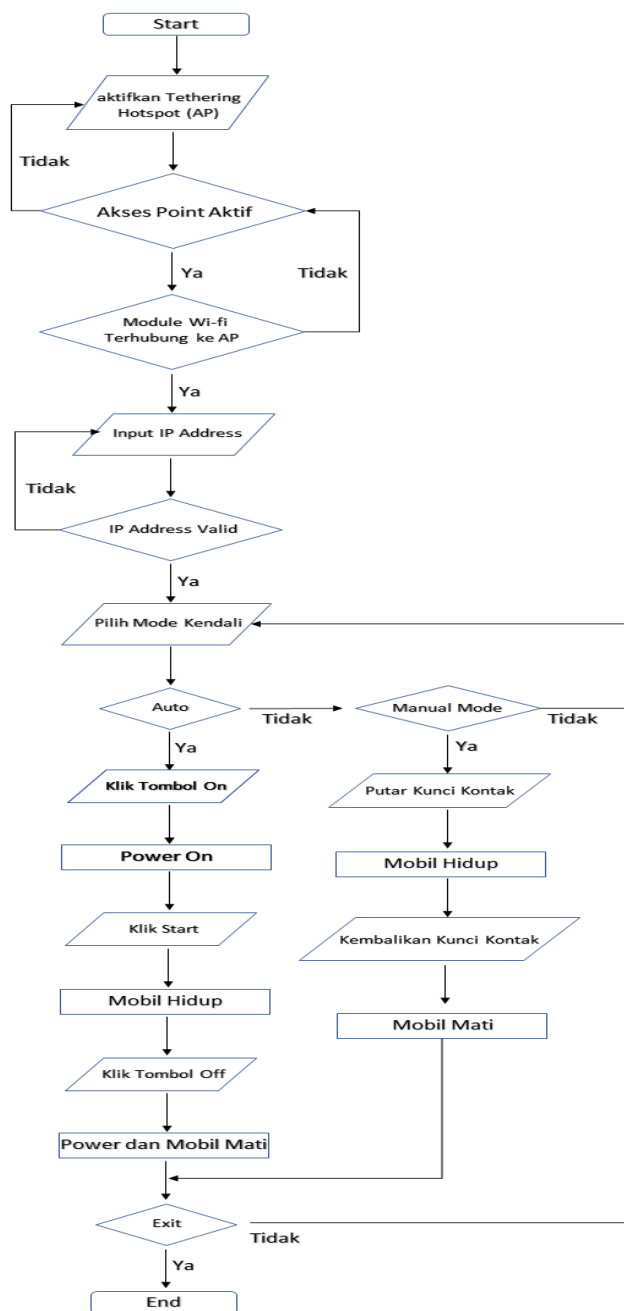 Start
aktifkan Tethering
Hotspot (AP)
Tidak
Akses Point Aktif
Ya
Tidak
Module Wi-fi
Terhubung ke AP
Ya
Input IP Address
Tidak
IP Address Valid
Ya
Pilih Mode Kendali
Auto
Tidak
Manual Mode
Tidak
Ya
Ya
Klik Tombol On
Putar Kunci Kontak
Power On
Mobil Hidup
Klik Start
Kembalikan Kunci Kontak
Mobil Hidup
Mobil Mati
Klik Tombol Off
Power dan Mobil Mati
Exit
Tidak
Ya
End